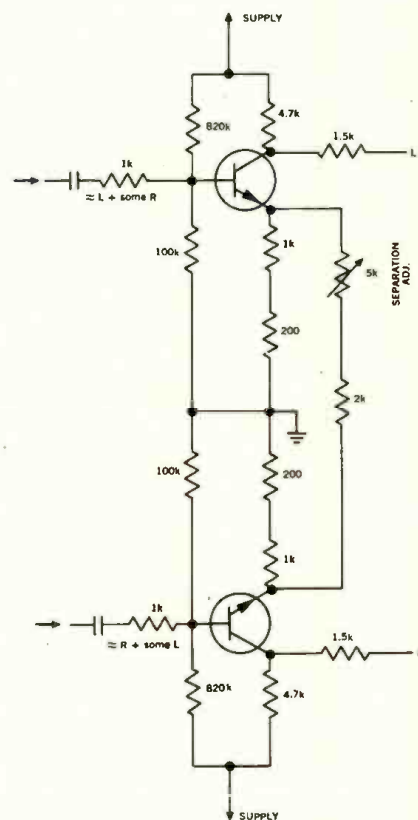 SUPPLY
820k
4.7k
1.5k
L
1k
≈ L + some R
1k
100k
5k
SEPARATION
ADJ.
200
2k
100k
200
1k
1k
≈ R + some L
1.5k
820k
4.7k
SUPPLY